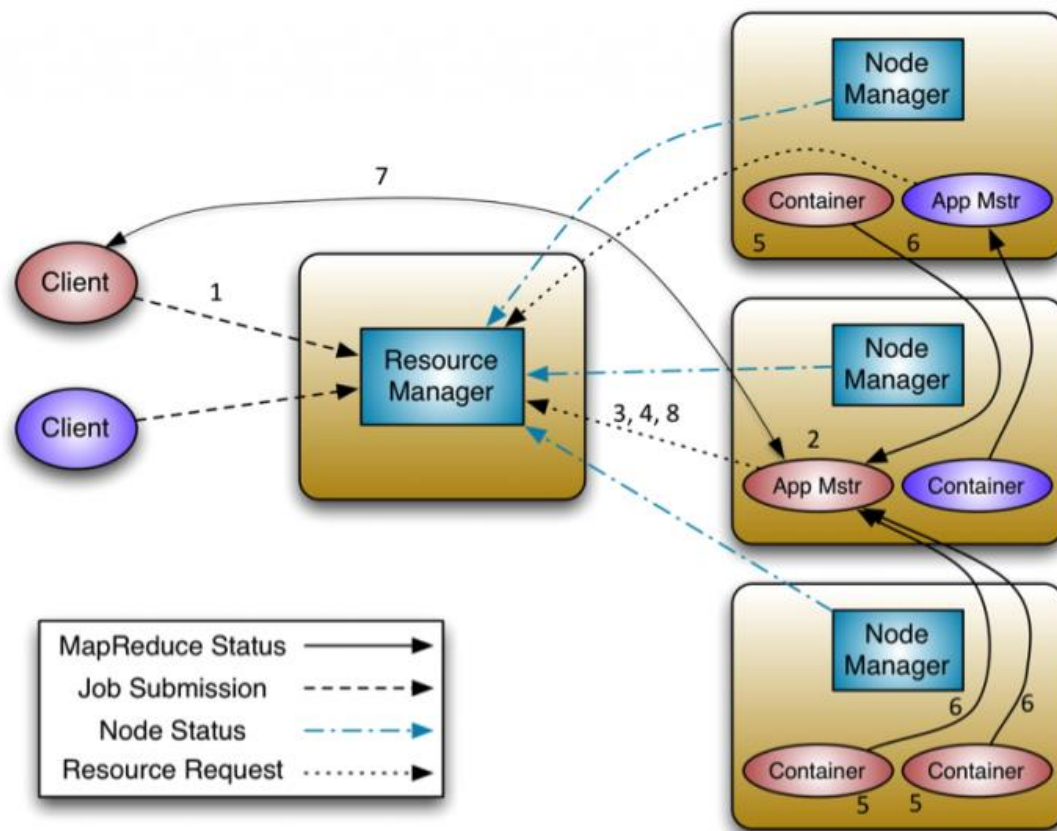 Node
Manager
7
Container
App Mstr
5
6
Client
1
Resource
Manager
Node
Manager
Client
3, 4, 8
2
App Mstr
Container
Node
Manager
6
6
Container
Container
5
5
MapReduce Status
Job Submission
Node Status
Resource Request